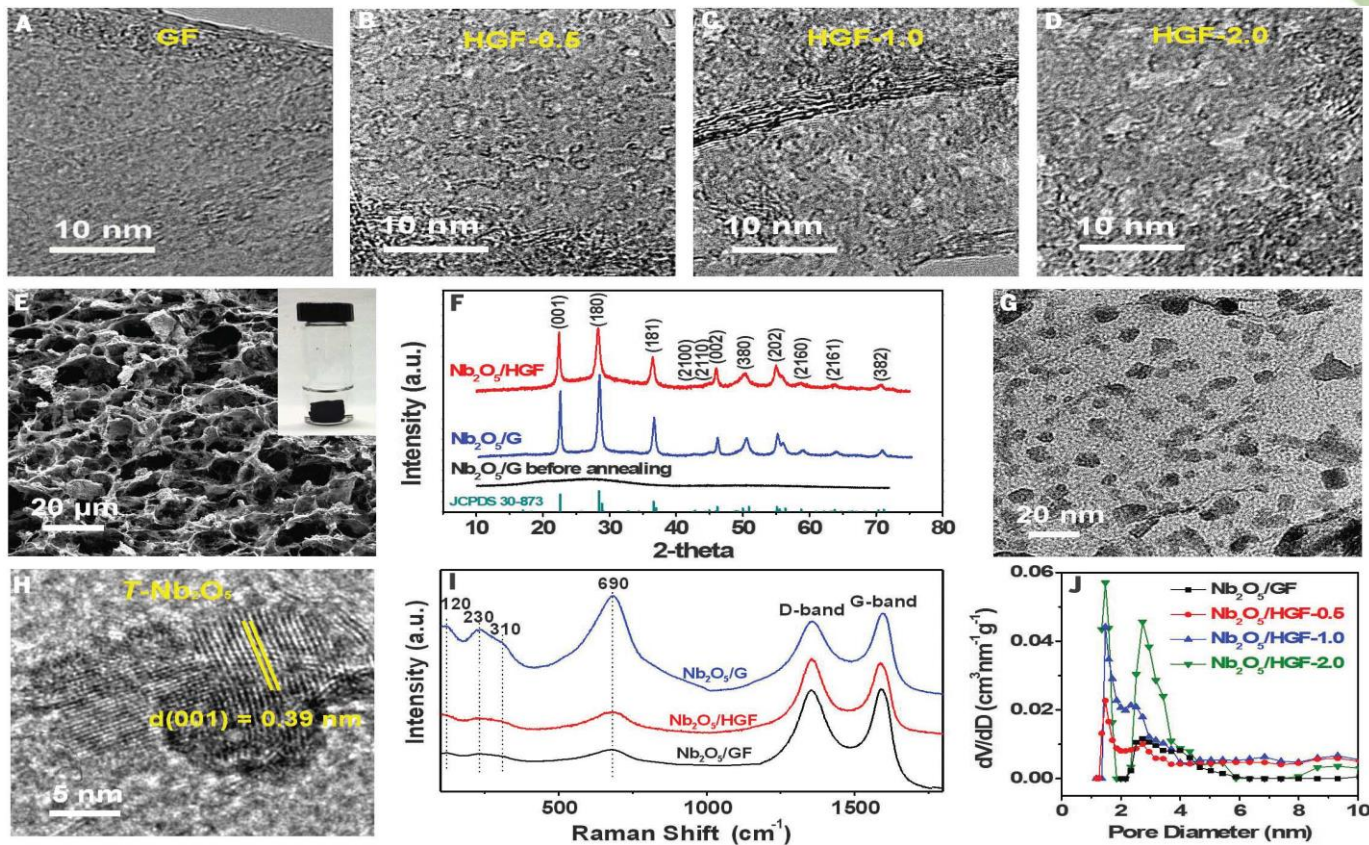 A
GF
10 nm
B
HGF-0.5
10 nm
C
HGF-1.0
10 nm
D
HGF-2.0
10 nm
E
20 µm
F
Intensity (a.u.)
(001)
(180)
(181)
(2100)
(2110)
(002)
(380)
(202)
(2160)
(2161)
(382)
Nb₂O₅/HGF
Nb₂O₅/G
Nb₂O₅/G before annealing
JCPDS 30-873
10 20 30 40 50 60 70 80
2-theta
G
20 nm
H
T-Nb₂O₅
d(001) = 0.39 nm
5 nm
I
Intensity (a.u.)
120
230
310
690
D-band
G-band
Nb₂O₅/G
Nb₂O₅/HGF
Nb₂O₅/GF
500 1000 1500
Raman Shift (cm⁻¹)
J
dV/dD (cm³nm⁻¹g⁻¹)
0.06
0.04
0.02
0.00
Nb₂O₅/GF
Nb₂O₅/HGF-0.5
Nb₂O₅/HGF-1.0
Nb₂O₅/HGF-2.0
0 2 4 6 8 10
Pore Diameter (nm)